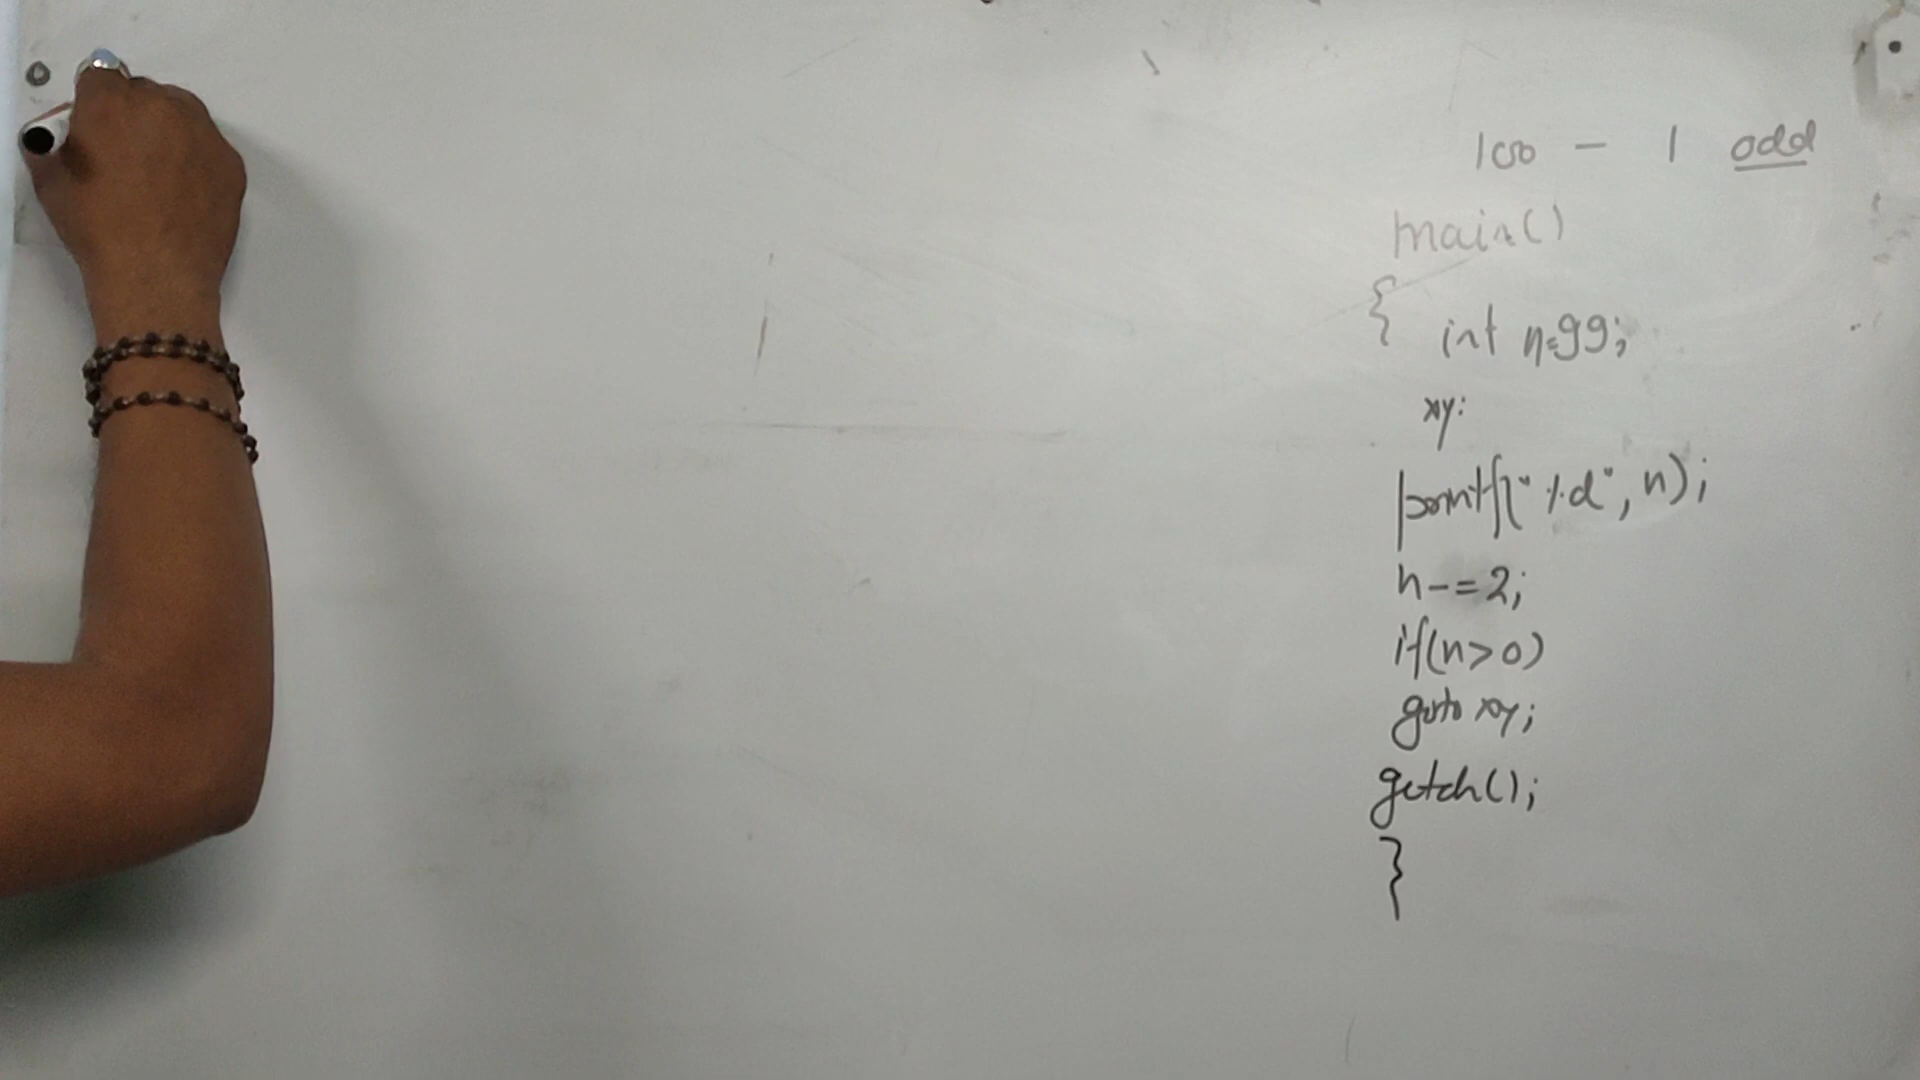 100 - 1 odd
main()
{ int n=99;
xy:
printf("%d", n);
n-=2;
if(n>0)
goto xy;
getch();
}